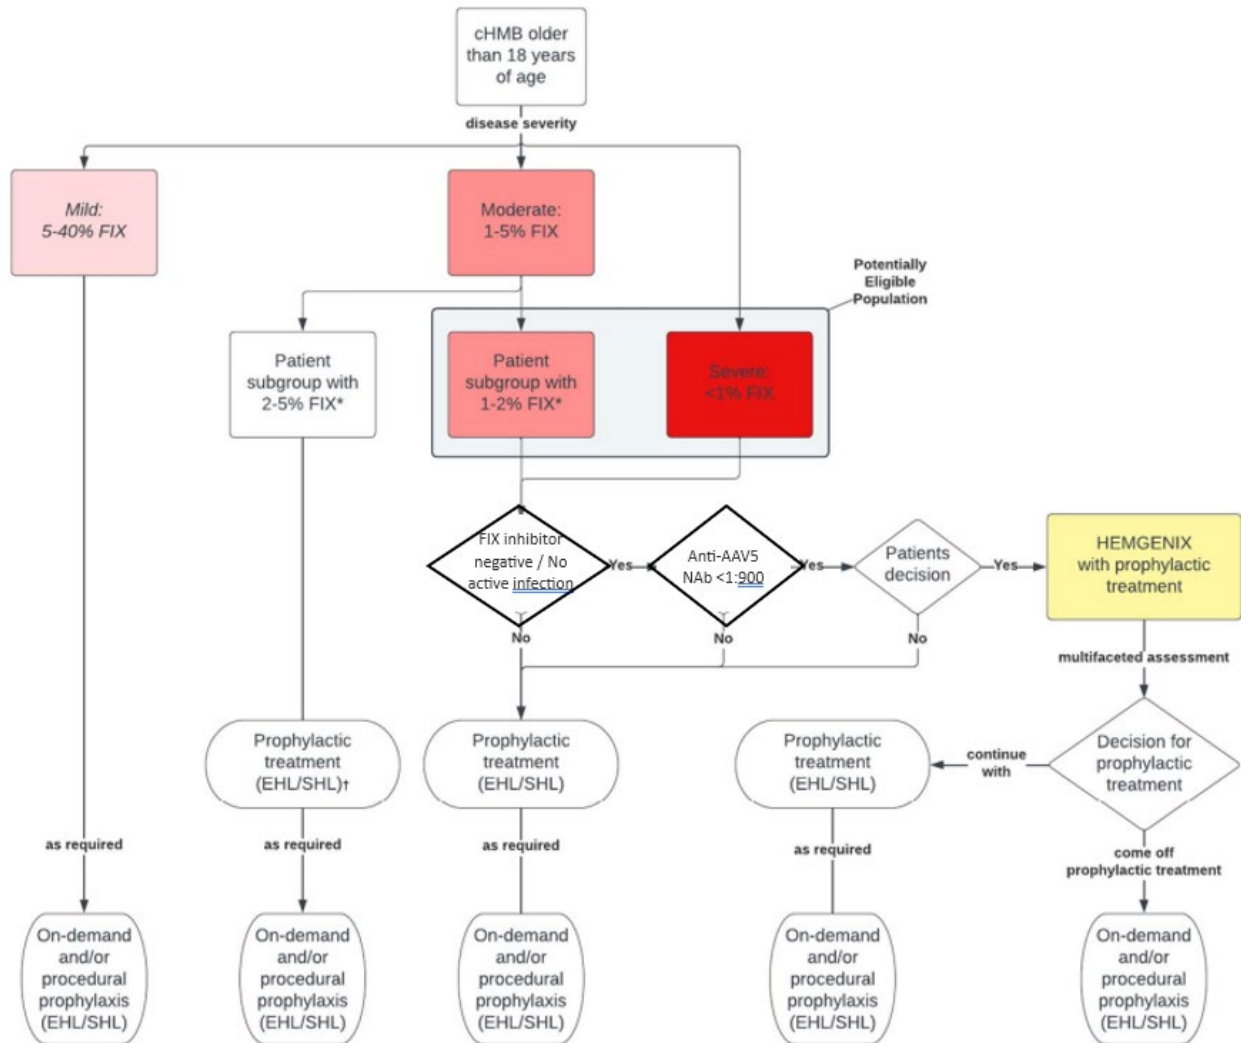 cHMB older
than 18 years
of age
disease severity
Mild:
5-40% FIX
Moderate:
1-5% FIX
Potentially
Eligible
Population
Patient
subgroup with
2-5% FIX*
Patient
subgroup with
1-2% FIX*
Severe:
<1% FIX
FIX inhibitor
negative / No
active infection
Yes
Anti-AAV5
NAb <1:900
Yes
Patients
decision
Yes
HEMGENIX
with prophylactic
treatment
No
No
No
multifaceted assessment
Prophylactic
treatment
(EHL/SHL)†
Prophylactic
treatment
(EHL/SHL)
Prophylactic
treatment
(EHL/SHL)
continue
with
Decision for
prophylactic
treatment
as required
as required
as required
as required
come off
prophylactic treatment
On-demand
and/or
procedural
prophylaxis
(EHL/SHL)
On-demand
and/or
procedural
prophylaxis
(EHL/SHL)
On-demand
and/or
procedural
prophylaxis
(EHL/SHL)
On-demand
and/or
procedural
prophylaxis
(EHL/SHL)
On-demand
and/or
procedural
prophylaxis
(EHL/SHL)